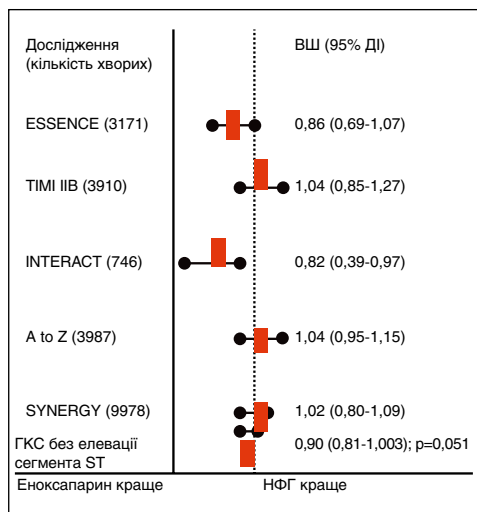 Дослідження ВШ (95% ДІ)
(кількість хворих)
ESSENCE (3171) 0,86 (0,69-1,07)
TIMI IIB (3910) 1,04 (0,85-1,27)
INTERACT (746) 0,82 (0,39-0,97)
A to Z (3987) 1,04 (0,95-1,15)
SYNERGY (9978) 1,02 (0,80-1,09)
ГКС без елевації 0,90 (0,81-1,003); p=0,051
сегмента ST
Еноксапарин краще НФГ краще